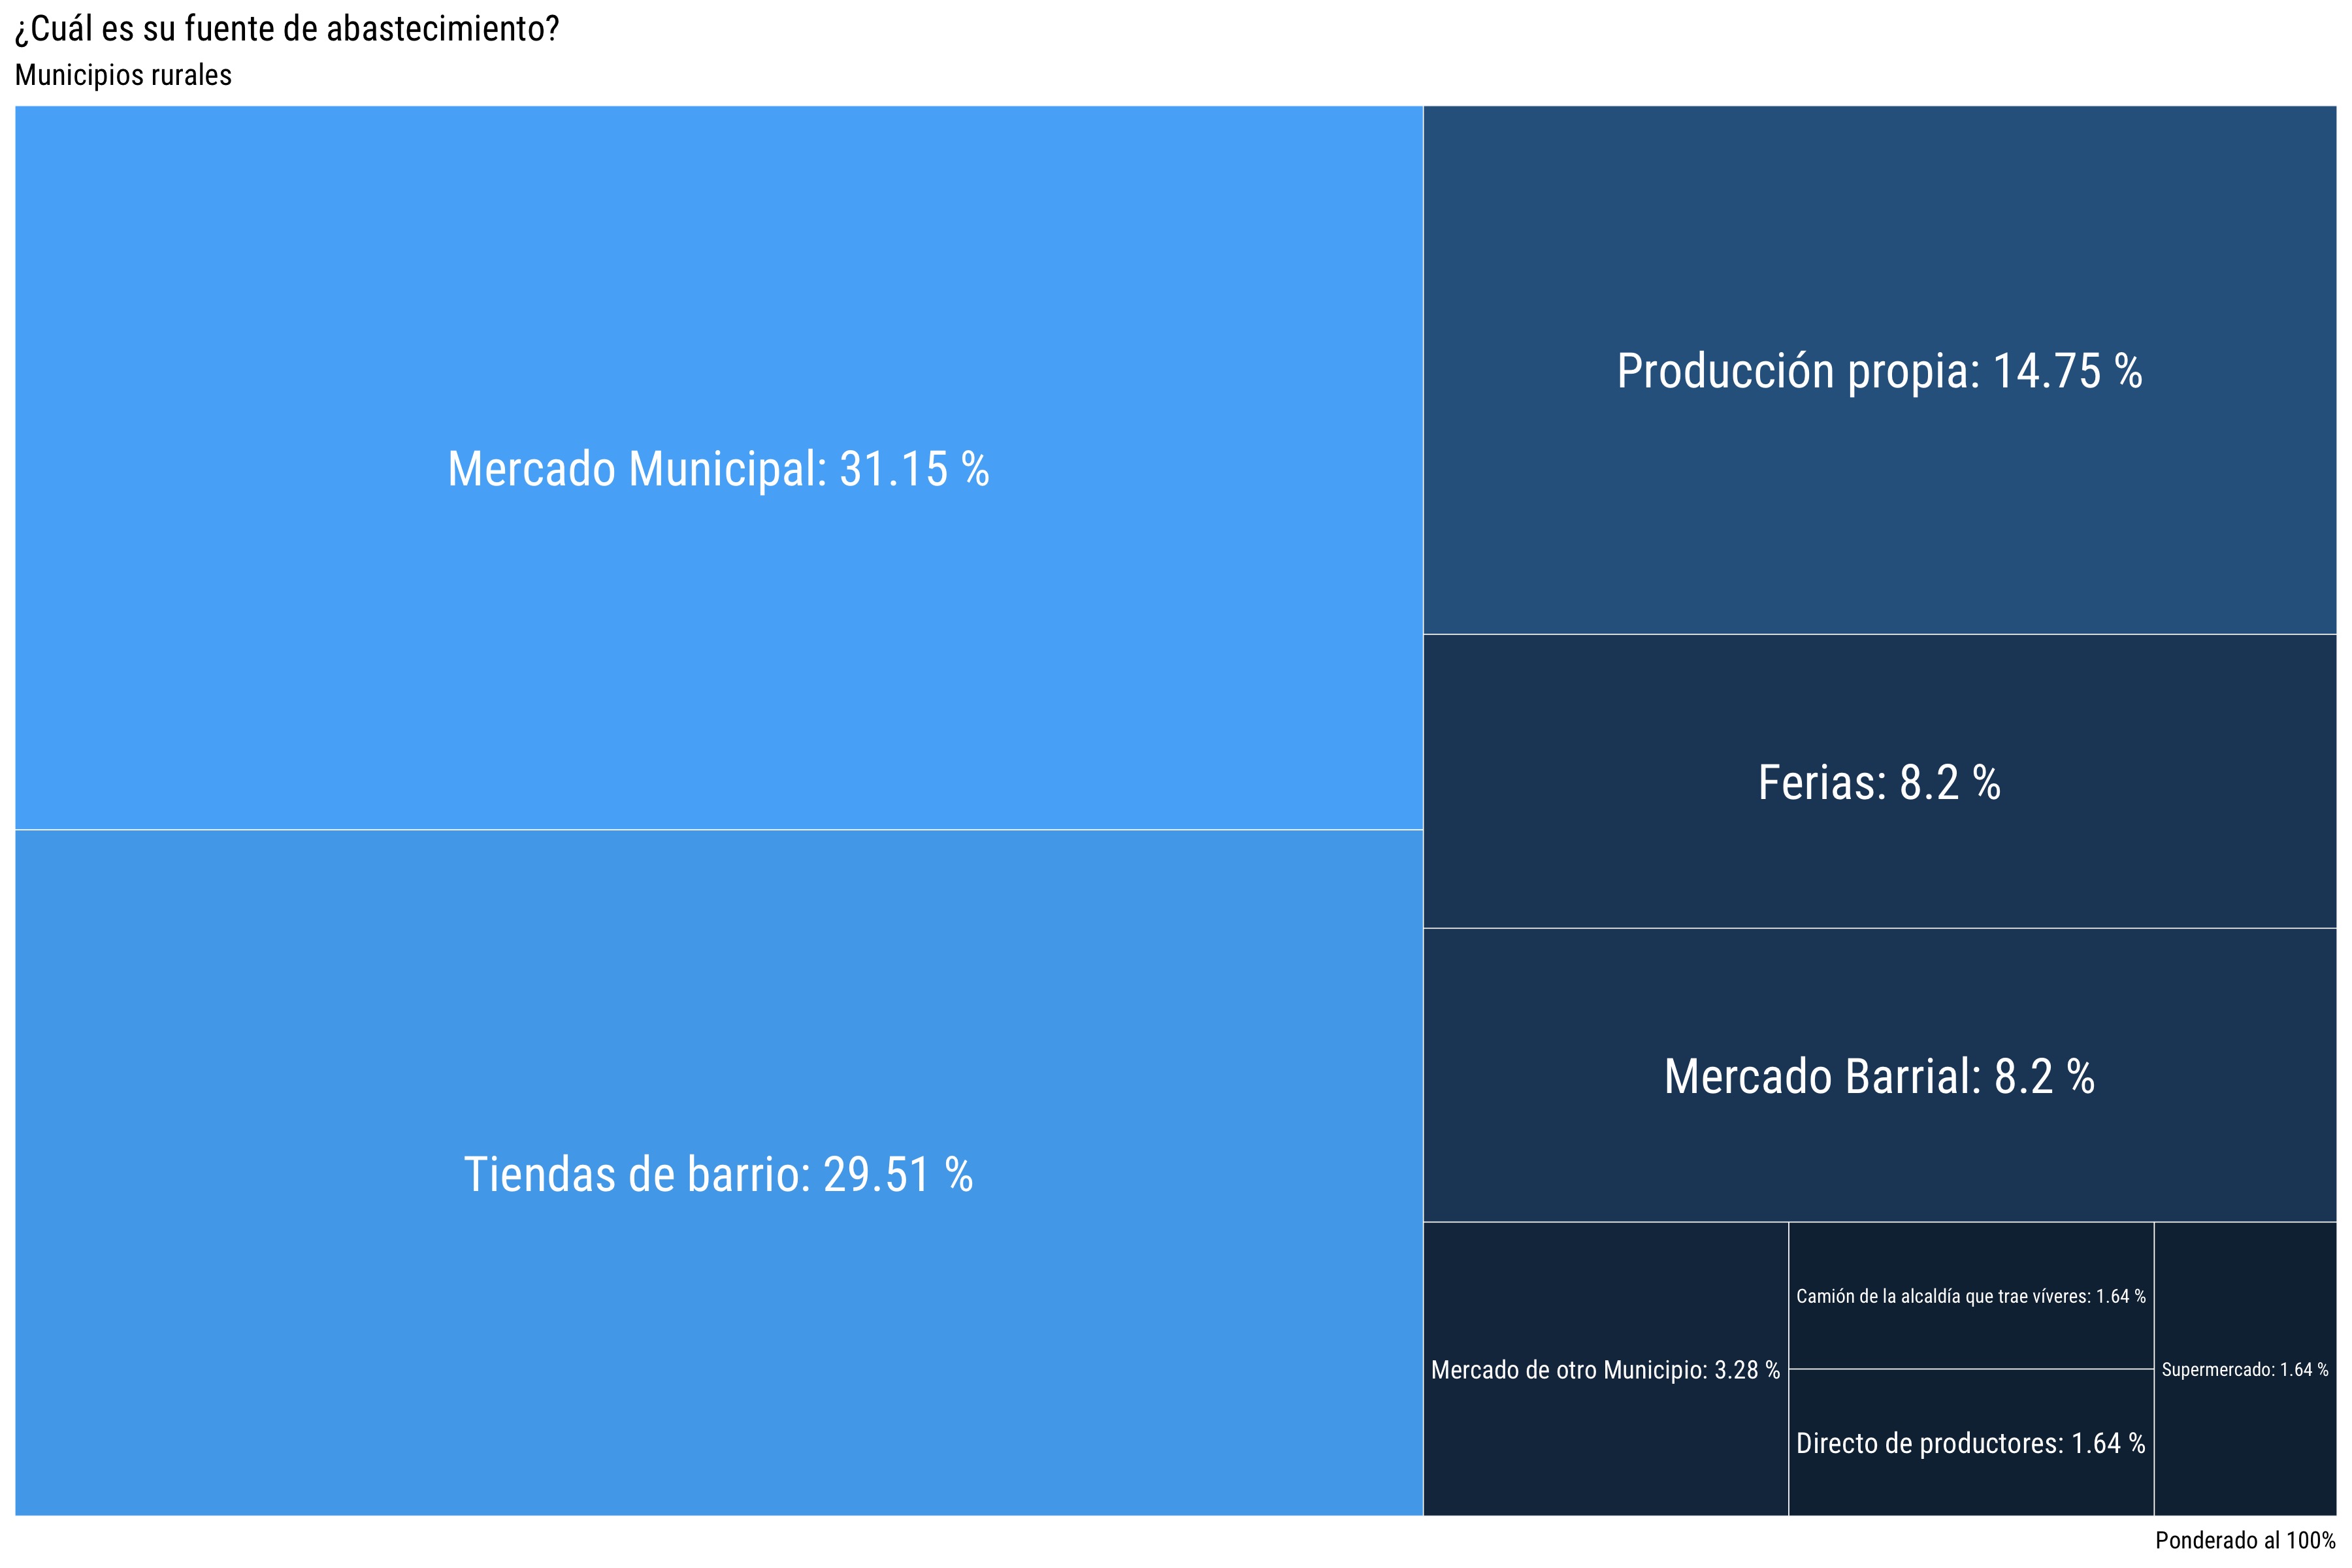 ¿Cuál es su fuente de abastecimiento?
Municipios rurales
Mercado Municipal: 31.15 %
Tiendas de barrio: 29.51 %
Producción propia: 14.75 %
Ferias: 8.2 %
Mercado Barrial: 8.2 %
Mercado de otro Municipio: 3.28 %
Camión de la alcaldía que trae víveres: 1.64 %
Directo de productores: 1.64 %
Supermercado: 1.64 %
Ponderado al 100%